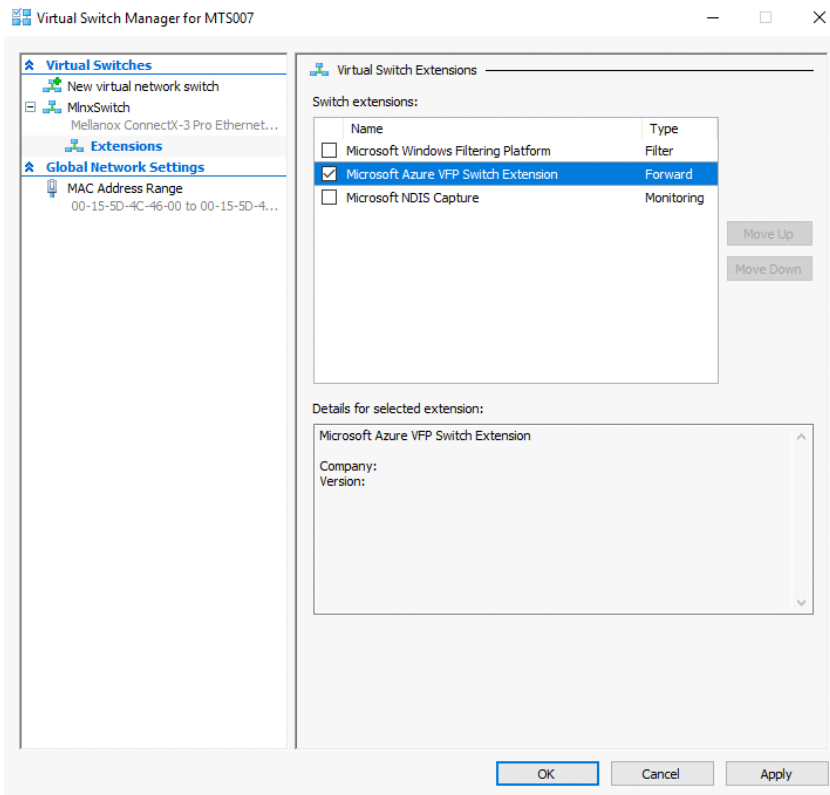 Virtual Switch Manager for MTS007
Virtual Switches
New virtual network switch
MlnxSwitch
Mellanox ConnectX-3 Pro Ethernet...
Extensions
Global Network Settings
MAC Address Range
00-15-5D-4C-46-00 to 00-15-5D-4...
Virtual Switch Extensions
Switch extensions:
Name Type
Microsoft Windows Filtering Platform Filter
Microsoft Azure VFP Switch Extension Forward
Microsoft NDIS Capture Monitoring
Move Up
Move Down
Details for selected extension:
Microsoft Azure VFP Switch Extension
Company:
Version:
OK Cancel Apply